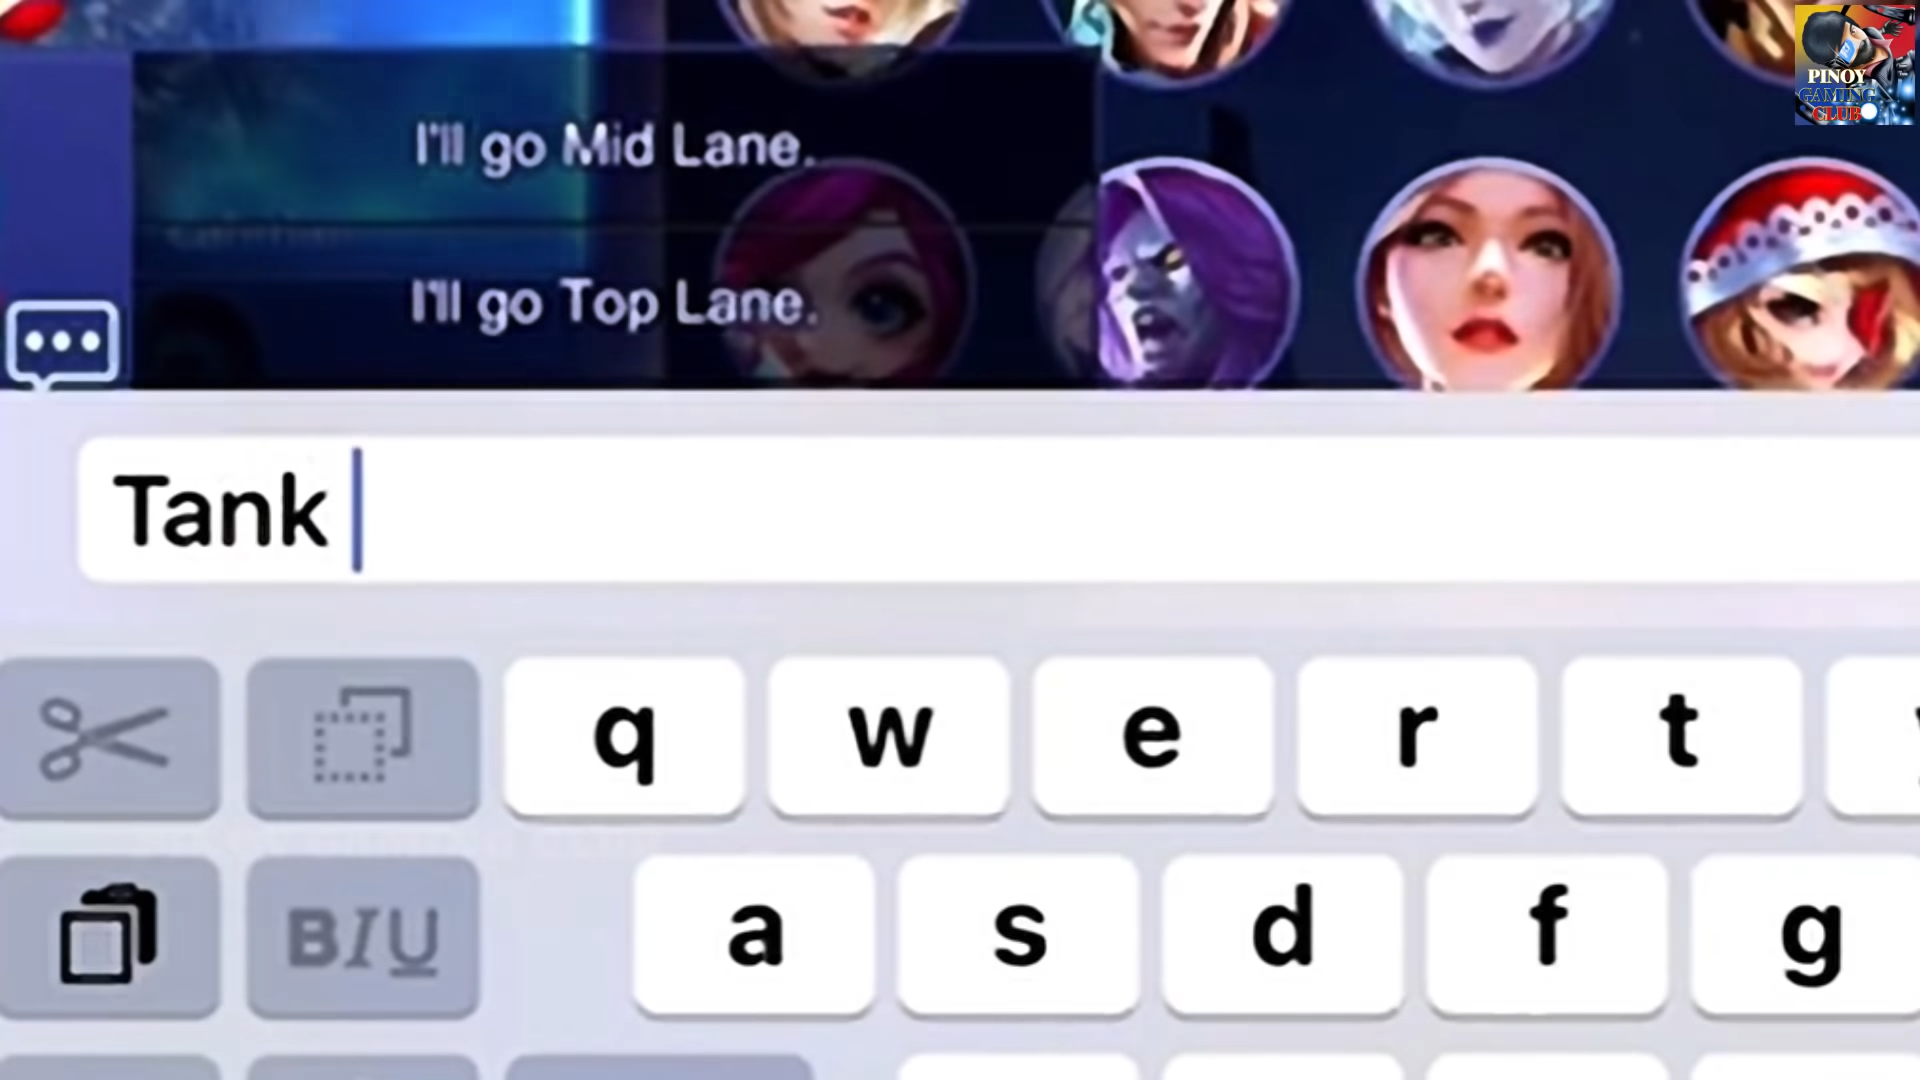 PINOY
GAMING
CLUB
I'll go Mid Lane.
I'll go Top Lane.
Tank
q w e r t
BIU
a s d f g